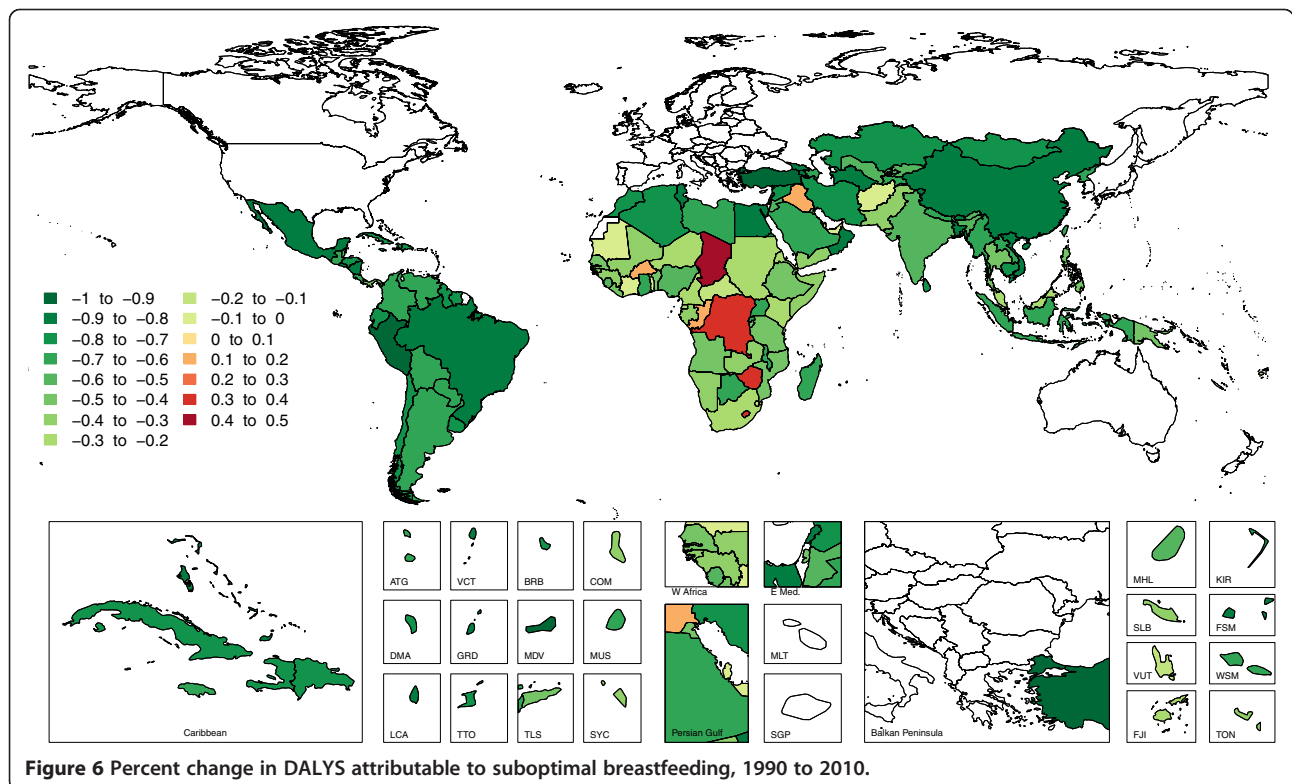 −1 to −0.9
−0.9 to −0.8
−0.8 to −0.7
−0.7 to −0.6
−0.6 to −0.5
−0.5 to −0.4
−0.4 to −0.3
−0.3 to −0.2
−0.2 to −0.1
−0.1 to 0
0 to 0.1
0.1 to 0.2
0.2 to 0.3
0.3 to 0.4
0.4 to 0.5
Caribbean
ATG
VCT
BRB
COM
DMA
GRD
MDV
MUS
LCA
TTO
TLS
SYC
W Africa
E Med.
Persian Gulf
MLT
SGP
Balkan Peninsula
MHL
KIR
SLB
FSM
VUT
WSM
FJI
TON
Figure 6 Percent change in DALYS attributable to suboptimal breastfeeding, 1990 to 2010.